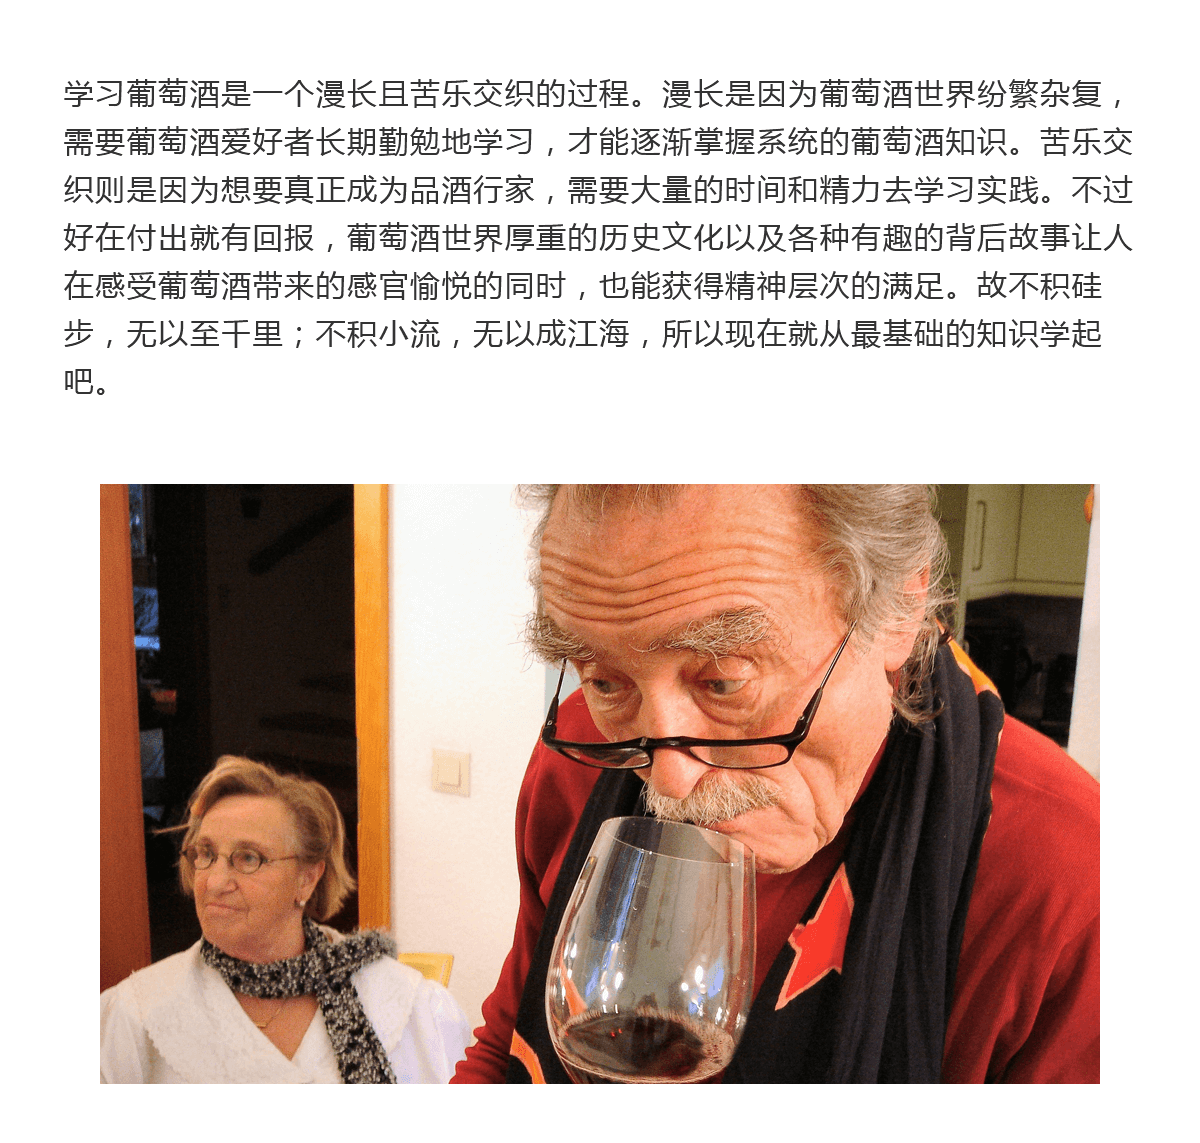 学习葡萄酒是一个漫长且苦乐交织的过程。漫长是因为葡萄酒世界纷繁杂复，
需要葡萄酒爱好者长期勤勉地学习，才能逐渐掌握系统的葡萄酒知识。苦乐交
织则是因为想要真正成为品酒行家，需要大量的时间和精力去学习实践。不过
好在付出就有回报，葡萄酒世界厚重的历史文化以及各种有趣的背后故事让人
在感受葡萄酒带来的感官愉悦的同时，也能获得精神层次的满足。故不积硅
步，无以至千里；不积小流，无以成江海，所以现在就从最基础的知识学起
吧。